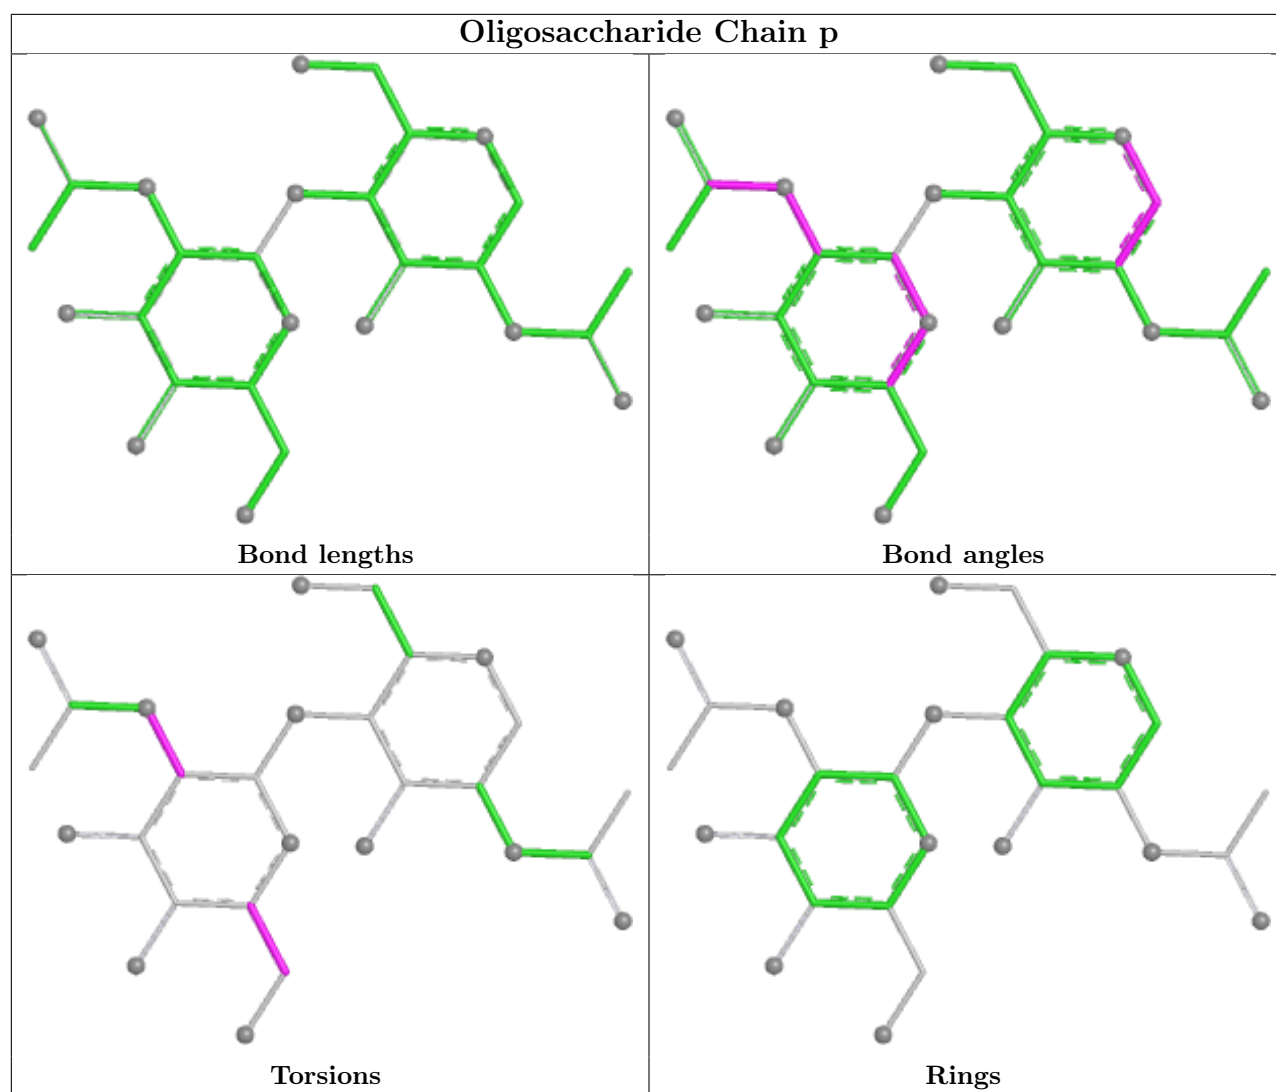 Oligosaccharide Chain p
Bond lengths
Bond angles
Torsions
Rings